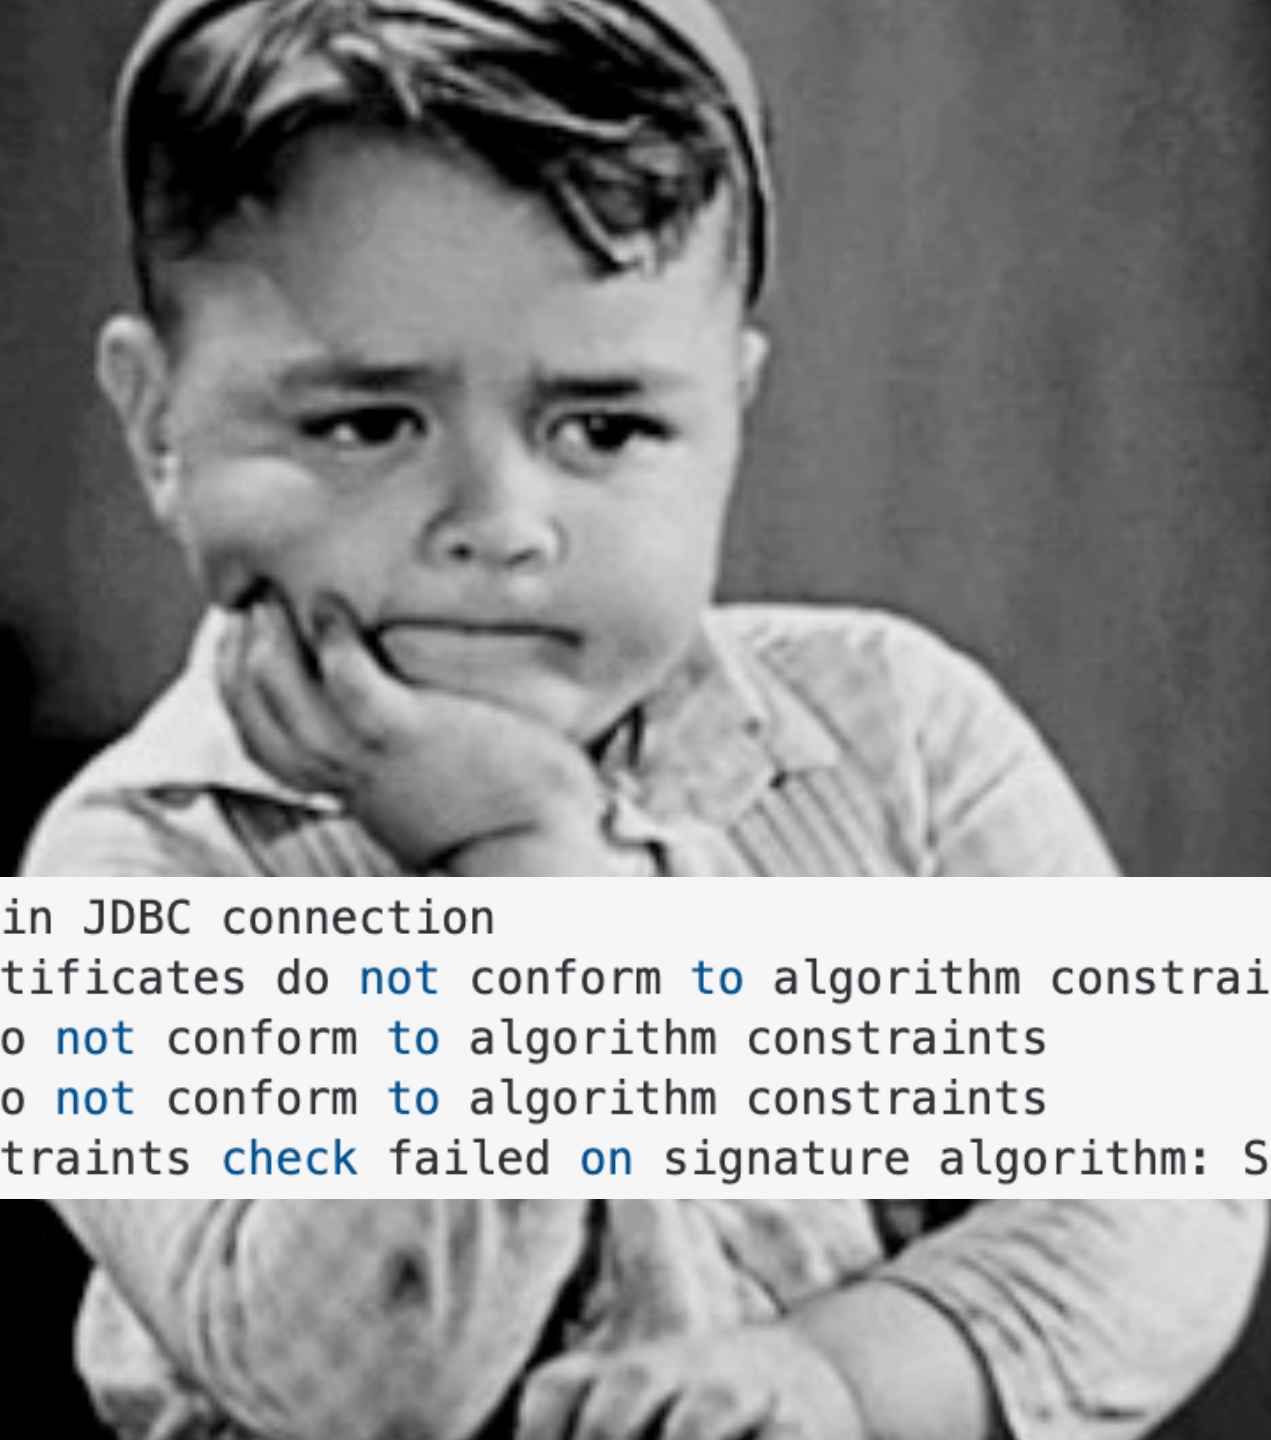 in JDBC connection
tificates do not conform to algorithm constrai
o not conform to algorithm constraints
o not conform to algorithm constraints
traints check failed on signature algorithm: S